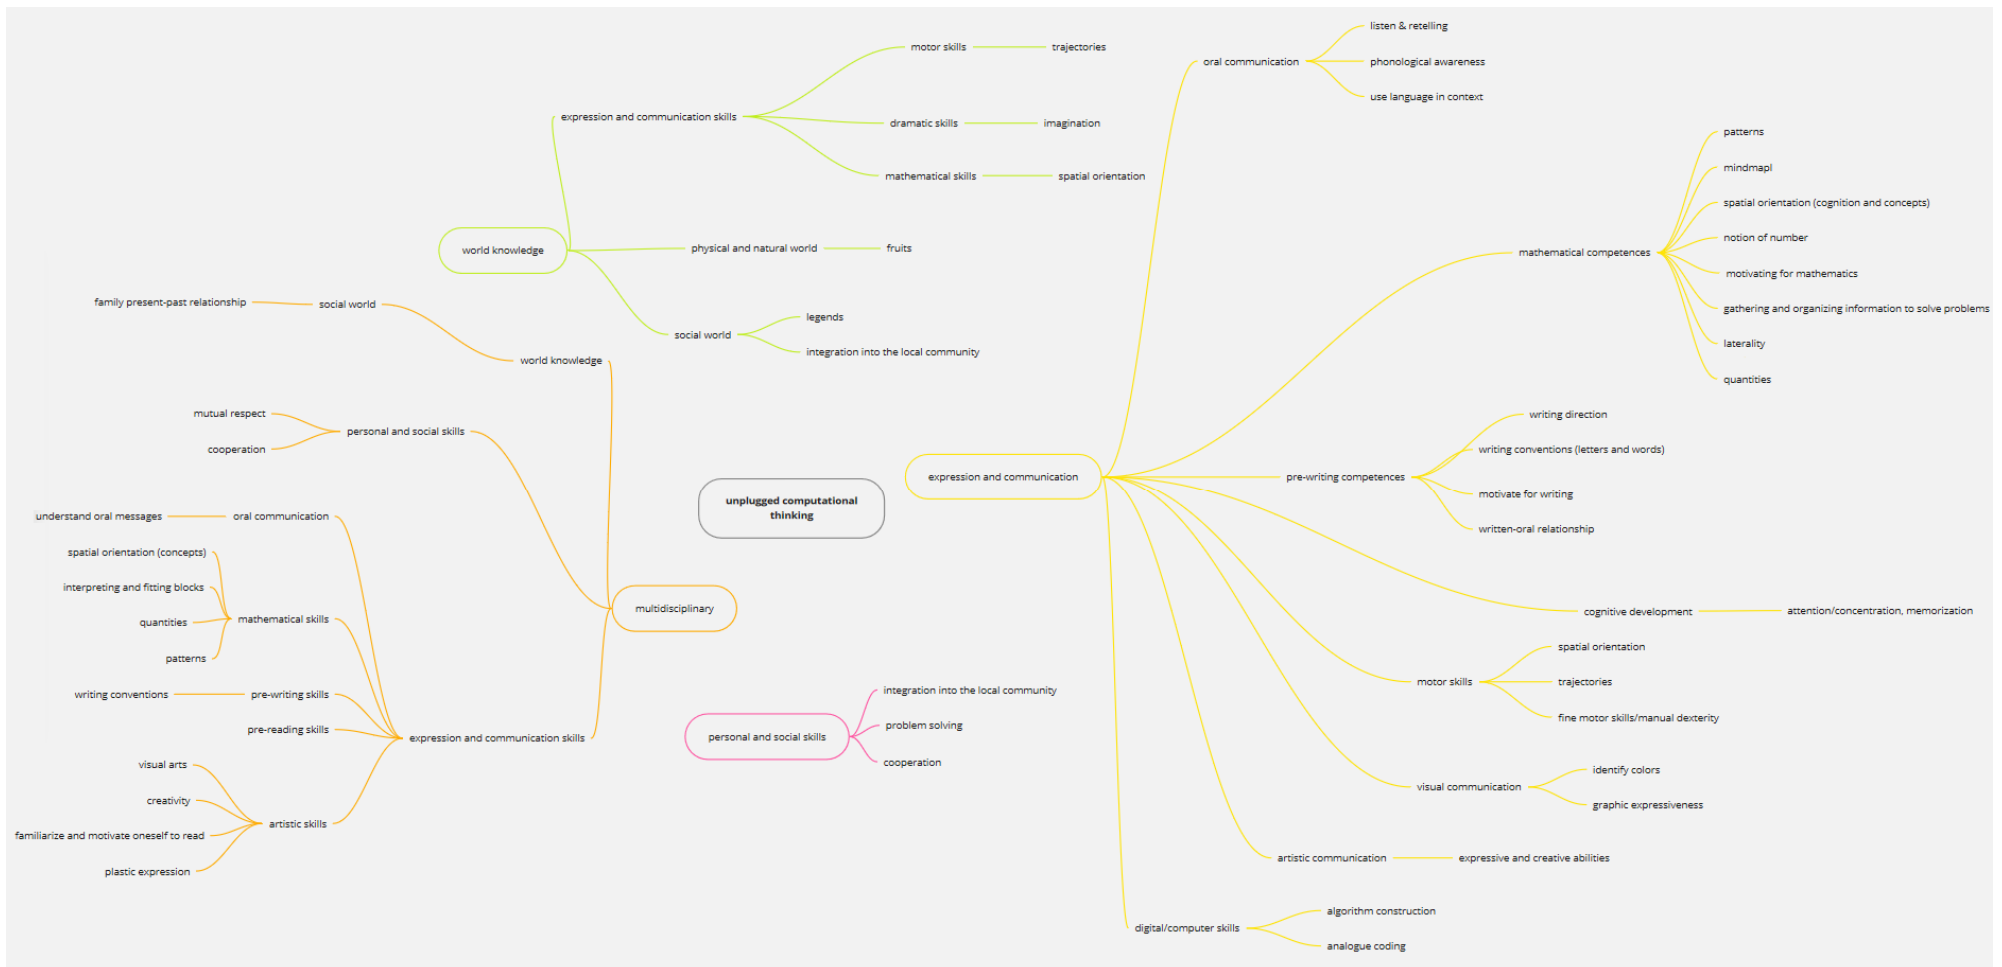 unplugged computational
thinking
world knowledge
expression and communication skills
motor skills
trajectories
dramatic skills
imagination
mathematical skills
spatial orientation
physical and natural world
fruits
social world
legends
integration into the local community
expression and communication
oral communication
listen & retelling
phonological awareness
use language in context
mathematical competences
patterns
mindmapl
spatial orientation (cognition and concepts)
notion of number
motivating for mathematics
gathering and organizing information to solve problems
laterality
quantities
pre-writing competences
writing direction
writing conventions (letters and words)
motivate for writing
written-oral relationship
cognitive development
attention/concentration, memorization
motor skills
spatial orientation
trajectories
fine motor skills/manual dexterity
visual communication
identify colors
graphic expressiveness
artistic communication
expressive and creative abilities
digital/computer skills
algorithm construction
analogue coding
personal and social skills
integration into the local community
problem solving
cooperation
multidisciplinary
world knowledge
social world
family present-past relationship
personal and social skills
mutual respect
cooperation
expression and communication skills
oral communication
understand oral messages
mathematical skills
spatial orientation (concepts)
interpreting and fitting blocks
quantities
patterns
pre-writing skills
writing conventions
pre-reading skills
artistic skills
visual arts
creativity
familiarize and motivate oneself to read
plastic expression